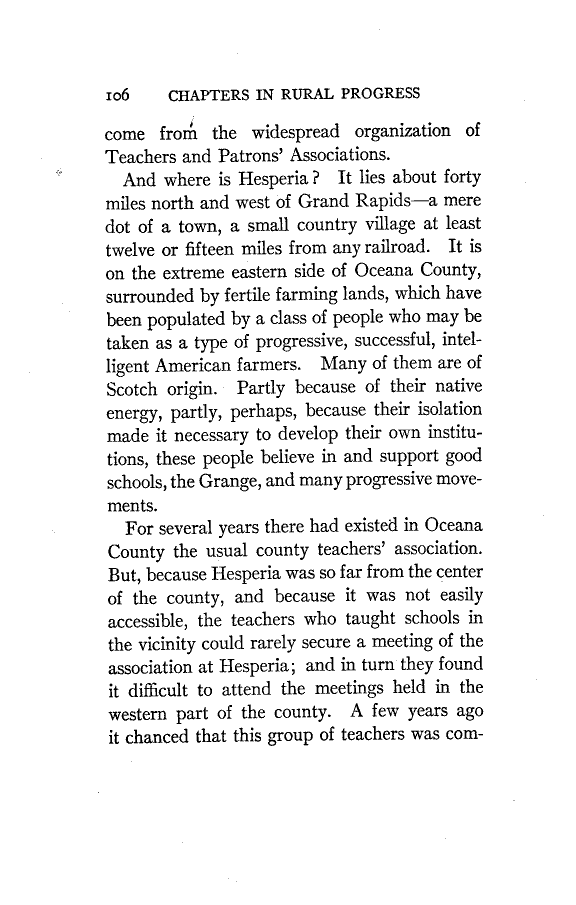 106 CHAPTERS IN RURAL PROGRESS
come from the widespread organization of
Teachers and Patrons' Associations.
And where is Hesperia? It lies about forty
miles north and west of Grand Rapids—a mere
dot of a town, a small country village at least
twelve or fifteen miles from any railroad. It is
on the extreme eastern side of Oceana County,
surrounded by fertile farming lands, which have
been populated by a class of people who may be
taken as a type of progressive, successful, intel-
ligent American farmers. Many of them are of
Scotch origin. Partly because of their native
energy, partly, perhaps, because their isolation
made it necessary to develop their own institu-
tions, these people believe in and support good
schools, the Grange, and many progressive move-
ments.
For several years there had existed in Oceana
County the usual county teachers' association.
But, because Hesperia was so far from the center
of the county, and because it was not easily
accessible, the teachers who taught schools in
the vicinity could rarely secure a meeting of the
association at Hesperia; and in turn they found
it difficult to attend the meetings held in the
western part of the county. A few years ago
it chanced that this group of teachers was com-